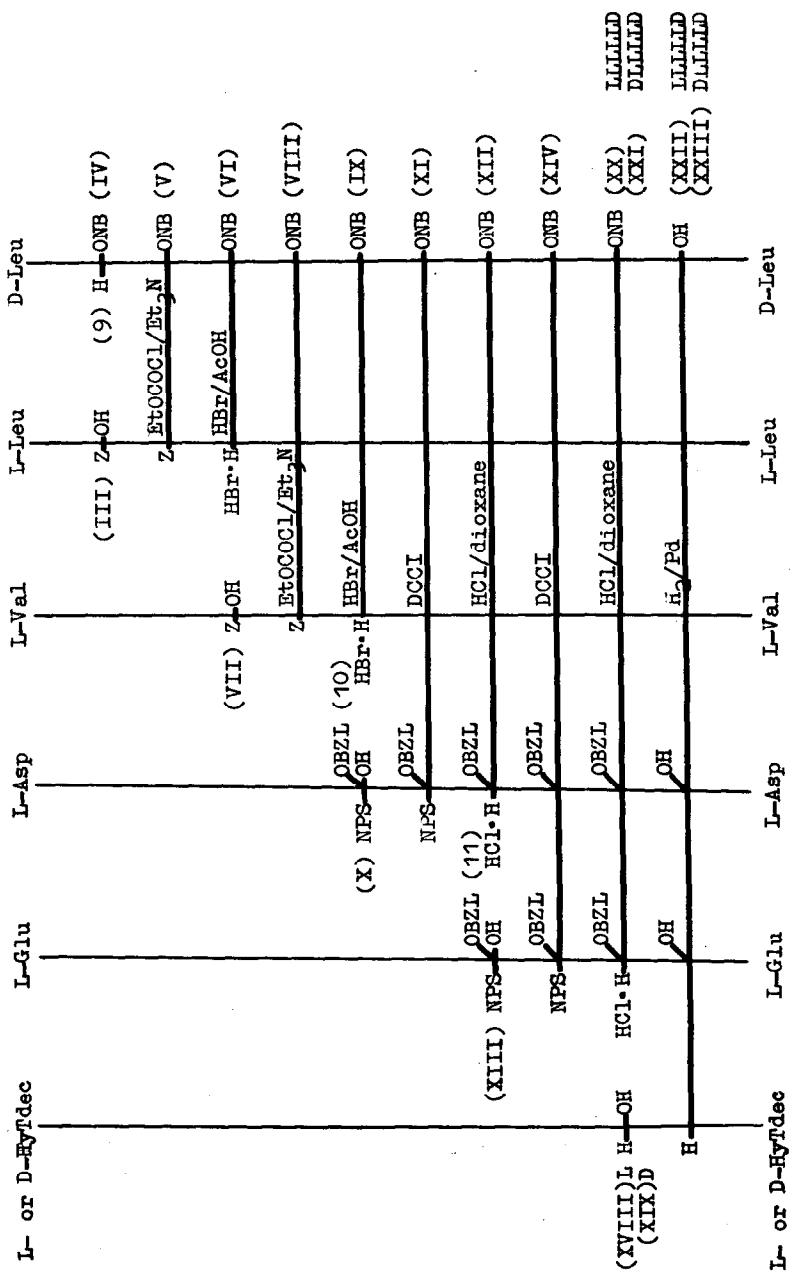 L- or D-HyTdec L-Glu L-Asp L-Val L-Leu D-Leu
(III) Z OH (9) H ONB (IV)
Z EtOCOCl/Et3N ONB (V)
(VII) Z OH HBr·H HBr/AcOH ONB (VI)
Z EtOCOCl/Et3N ONB (VIII)
(X) NPS OBZL OH (10) HBr·H HBr/AcOH ONB (IX)
NPS OBZL DCCI ONB (XI)
(XIII) NPS OBZL OH (11) HCl·H OBZL HCl/dioxane ONB (XII)
NPS OBZL OBZL DCCI ONB (XIV)
(XVIII)L H OH HCl·H OBZL OBZL HCl/dioxane ONB (XX) LLLLLD
(XIX)D (XXI) DLLLLD
H OH OH H2/Pd OH (XXII) LLLLLD
(XXIII) DLLLLD
L- or D-HyTdec L-Glu L-Asp L-Val L-Leu D-Leu